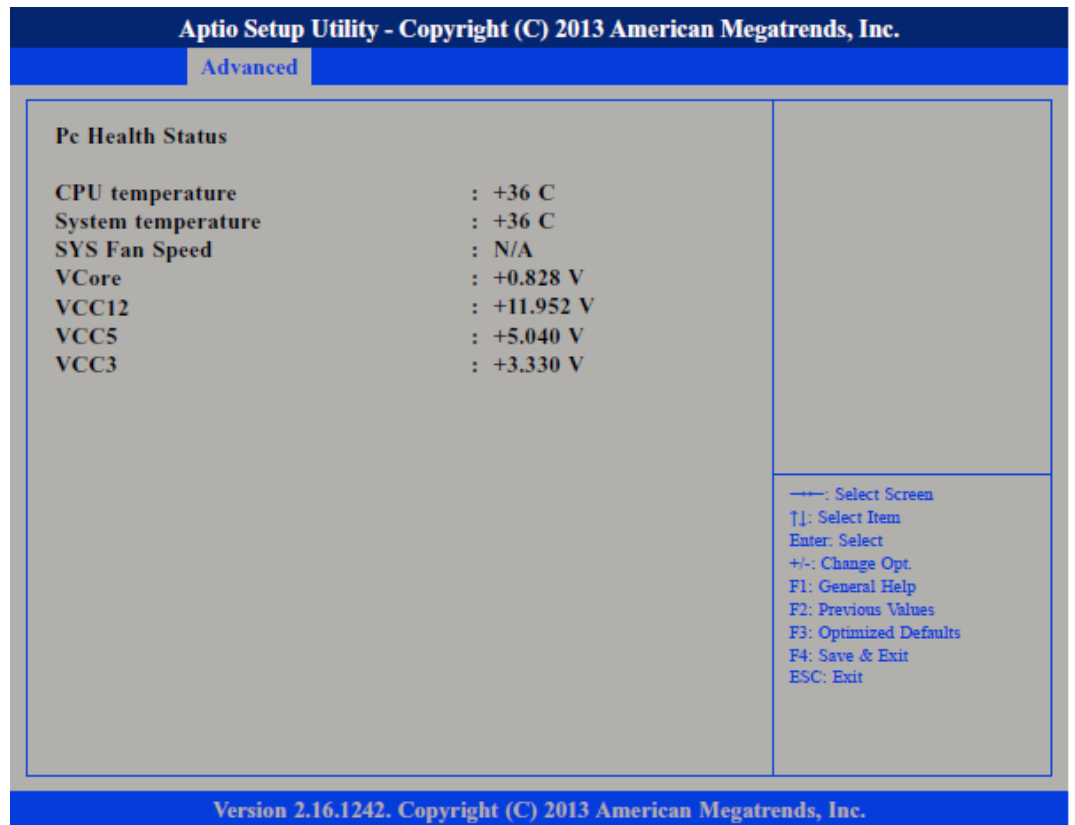 Aptio Setup Utility - Copyright (C) 2013 American Megatrends, Inc.
Advanced
Pc Health Status
CPU temperature : +36 C
System temperature : +36 C
SYS Fan Speed : N/A
VCore : +0.828 V
VCC12 : +11.952 V
VCC5 : +5.040 V
VCC3 : +3.330 V
→←: Select Screen
↑↓: Select Item
Enter: Select
+/-: Change Opt.
F1: General Help
F2: Previous Values
F3: Optimized Defaults
F4: Save & Exit
ESC: Exit
Version 2.16.1242. Copyright (C) 2013 American Megatrends, Inc.